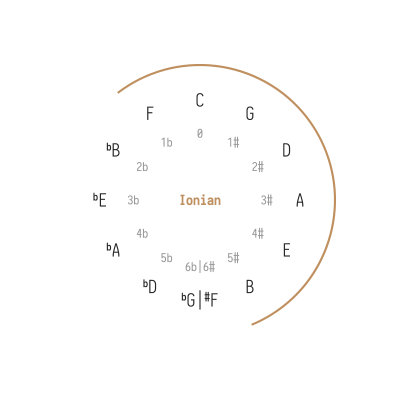 C
F
G
0
1b
1#
♭B
D
2b
2#
♭E
3b
Ionian
3#
A
4b
4#
♭A
E
5b
5#
6b|6#
♭D
B
♭G|#F